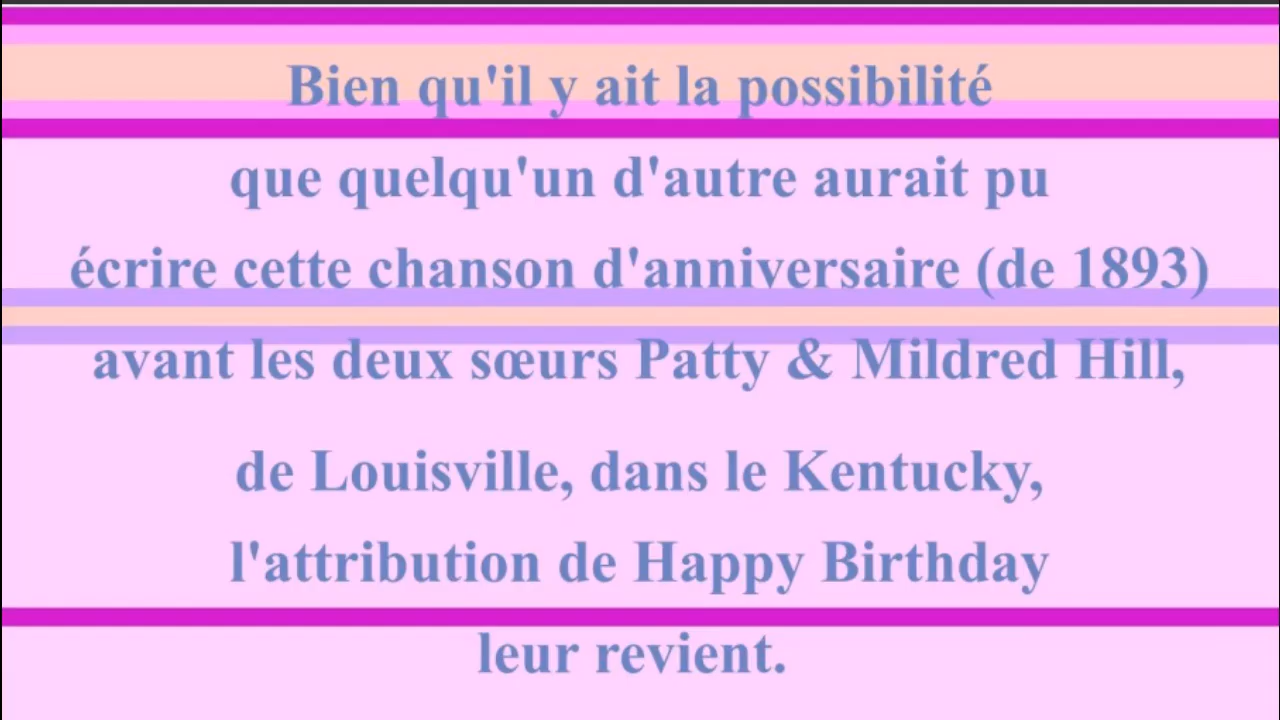 Bien qu'il y ait la possibilité
que quelqu'un d'autre aurait pu
écrire cette chanson d'anniversaire (de 1893)
avant les deux sœurs Patty & Mildred Hill,
de Louisville, dans le Kentucky,
l'attribution de Happy Birthday
leur revient.